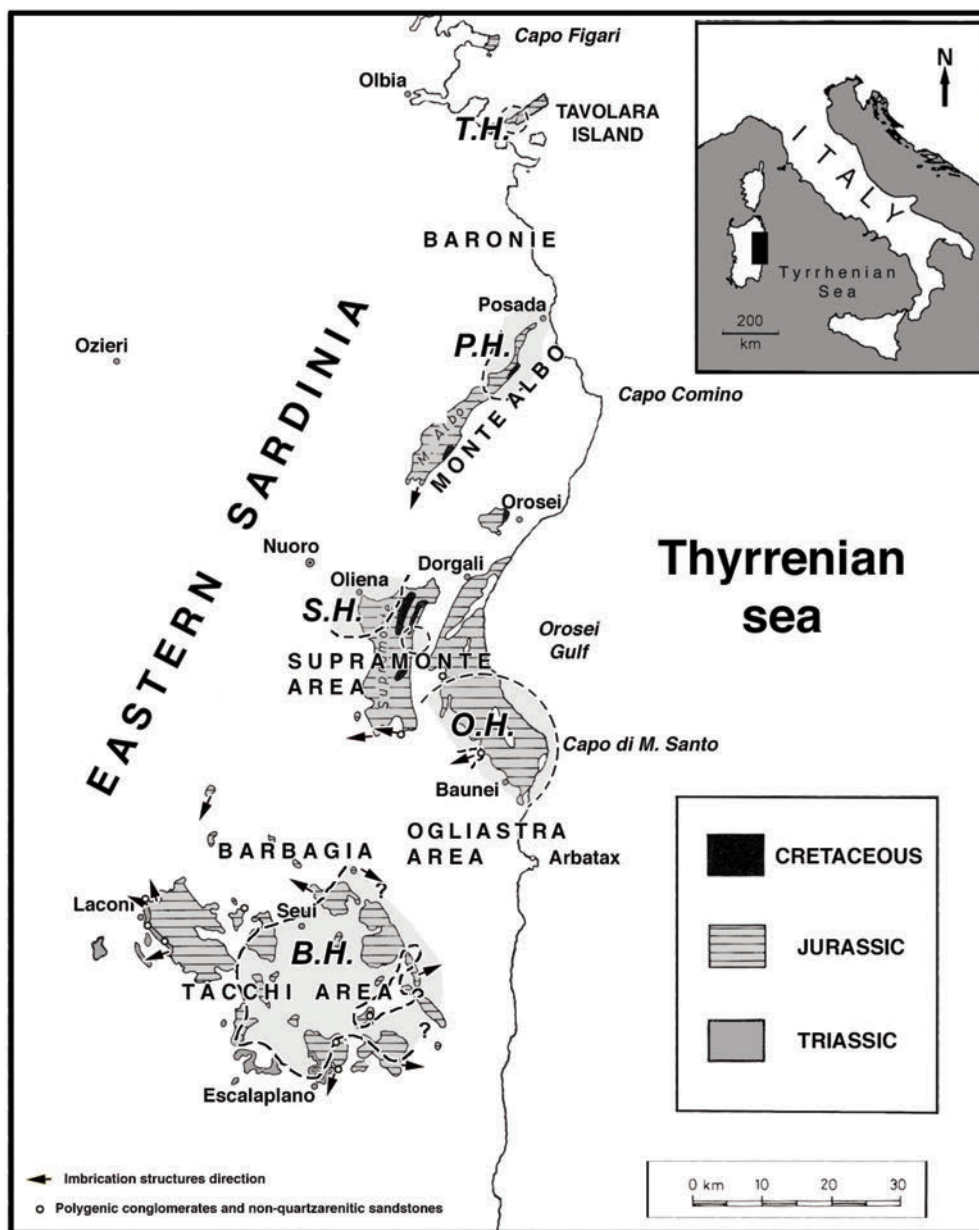 Capo Figari
Olbia
TAVOLARA
ISLAND
T.H.
N
ITALY
Tyrrhenian
Sea
200
km
BARONIE
Posada
P.H.
Ozieri
MONTE ALBO
M. Albo
Capo Comino
EASTERN SARDINIA
Orosei
Nuoro
Dorgali
Oliena
Thyrrenian
sea
S.H.
Supramonte
Orosei
Gulf
SUPRAMONTE
AREA
O.H.
Capo di M. Santo
Baunei
OGLIASTRA
AREA
Arbatax
BARBAGIA
?
Laconi
Seui
B.H.
TACCHI AREA
?
Escalaplano
CRETACEOUS
JURASSIC
TRIASSIC
Imbrication structures direction
Polygenic conglomerates and non-quartzarenitic sandstones
0 km 10 20 30